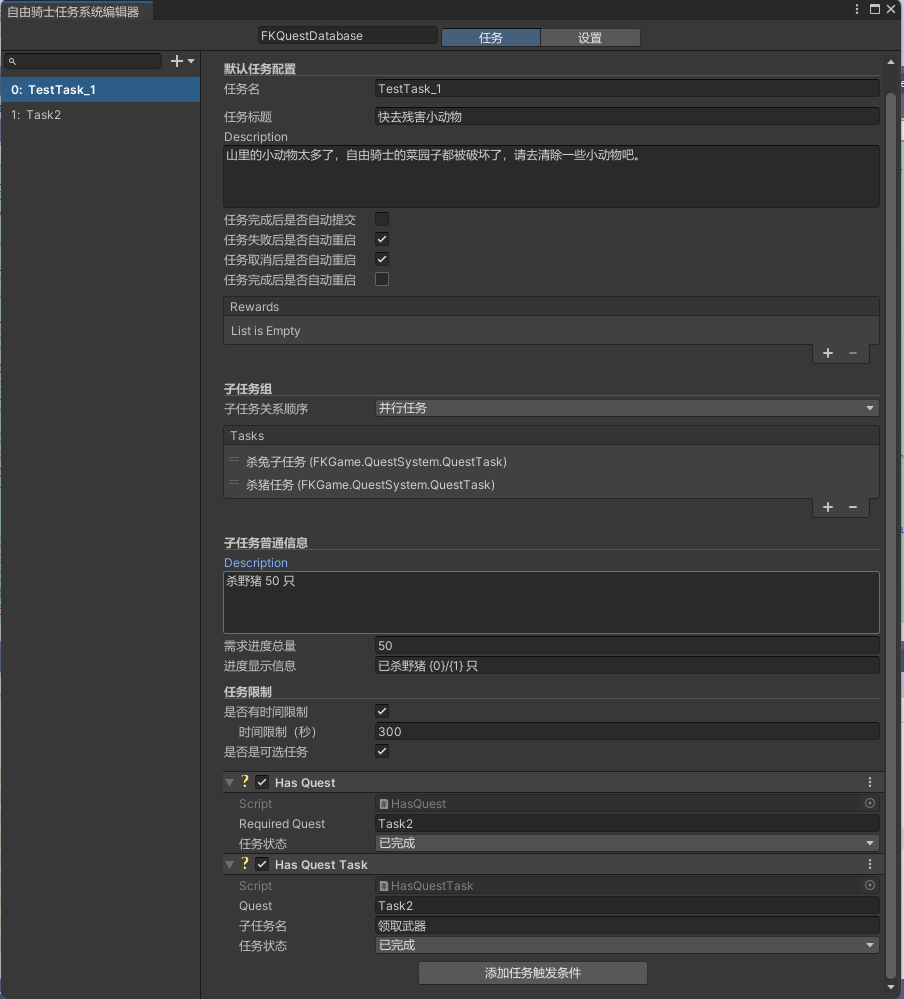 自由骑士任务系统编辑器
FKQuestDatabase 任务 设置
0: TestTask_1
1: Task2
默认任务配置
任务名 TestTask_1
任务标题 快去残害小动物
Description
山里的小动物太多了，自由骑士的菜园子都被破坏了，请去清除一些小动物吧。
任务完成后是否自动提交
任务失败后是否自动重启
任务取消后是否自动重启
任务完成后是否自动重启
Rewards
List is Empty
子任务组
子任务关系顺序 并行任务
Tasks
杀兔子任务 (FKGame.QuestSystem.QuestTask)
杀猪任务 (FKGame.QuestSystem.QuestTask)
子任务普通信息
Description
杀野猪 50 只
需求进度总量 50
进度显示信息 已杀野猪 {0}/{1} 只
任务限制
是否有时间限制
时间限制（秒） 300
是否是可选任务
Has Quest
Script HasQuest
Required Quest Task2
任务状态 已完成
Has Quest Task
Script HasQuestTask
Quest Task2
子任务名 领取武器
任务状态 已完成
添加任务触发条件